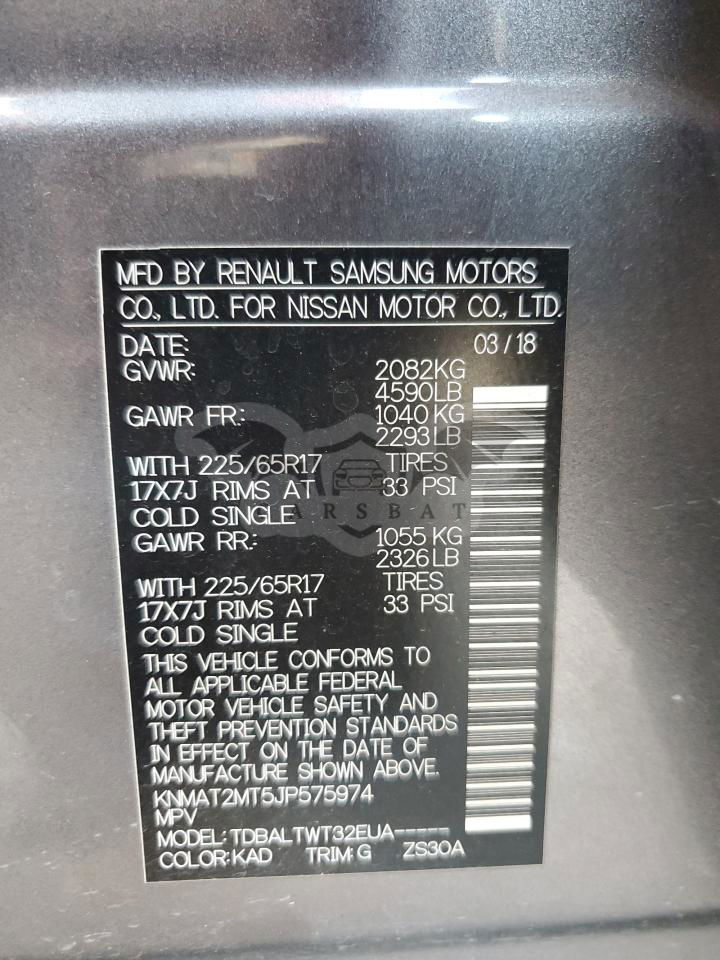 MFD BY RENAULT SAMSUNG MOTORS
CO., LTD. FOR NISSAN MOTOR CO., LTD.
DATE: 03/18
GVWR: 2082KG
4590LB
GAWR FR: 1040 KG
2293 LB
WITH 225/65R17 TIRES
17X7J RIMS AT 33 PSI
COLD SINGLE
ARSBAT
GAWR RR: 1055 KG
2326 LB
WITH 225/65R17 TIRES
17X7J RIMS AT 33 PSI
COLD SINGLE
THIS VEHICLE CONFORMS TO
ALL APPLICABLE FEDERAL
MOTOR VEHICLE SAFETY AND
THEFT PREVENTION STANDARDS
IN EFFECT ON THE DATE OF
MANUFACTURE SHOWN ABOVE.
KNMAT2MT5JP575974
MPV
MODEL: TDBALTWT32EUA-----
COLOR: KAD TRIM: G ZS30A